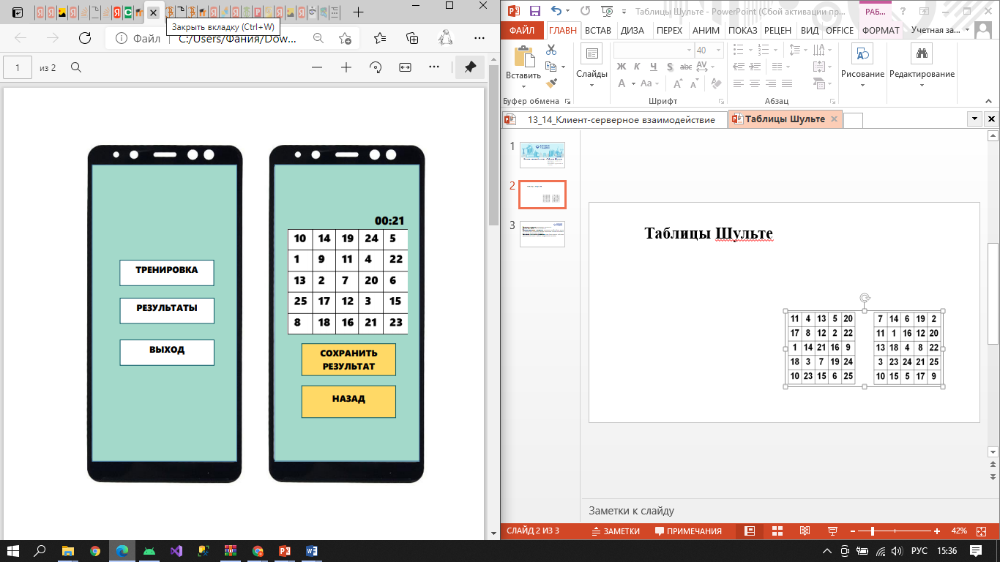 Закрыть вкладку (Ctrl+W)
Файл
C:/Users/Фания/Dow...
1
из 2
ТРЕНИРОВКА
РЕЗУЛЬТАТЫ
ВЫХОД
00:21
10 14 19 24 5
1 9 11 4 22
13 2 7 20 6
25 17 12 3 15
8 18 16 21 23
СОХРАНИТЬ
РЕЗУЛЬТАТ
НАЗАД
Таблицы Шульте - PowerPoint (Сбой активации пр...
РАБ...
ФАЙЛ ГЛАВН ВСТАВ ДИЗА ПЕРЕХ АНИМ ПОКАЗ РЕЦЕН ВИД OFFICE ФОРМАТ Учетная за...
40
Вставить
Слайды
Ж К Ч S abc AV
А Aa А А
Рисование
Редактирование
Буфер обмена
Шрифт
Абзац
13_14_Клиент-серверное взаимодействие
Таблицы Шульте
1
2
3
Таблицы Шульте
11 4 13 5 20
17 8 12 2 22
1 14 21 16 9
18 3 7 19 24
10 23 15 6 25
7 14 6 19 2
11 1 16 12 20
13 18 4 8 22
3 23 24 21 25
10 15 5 17 9
Заметки к слайду
СЛАЙД 2 ИЗ 3
ЗАМЕТКИ
ПРИМЕЧАНИЯ
42%
РУС
15:36